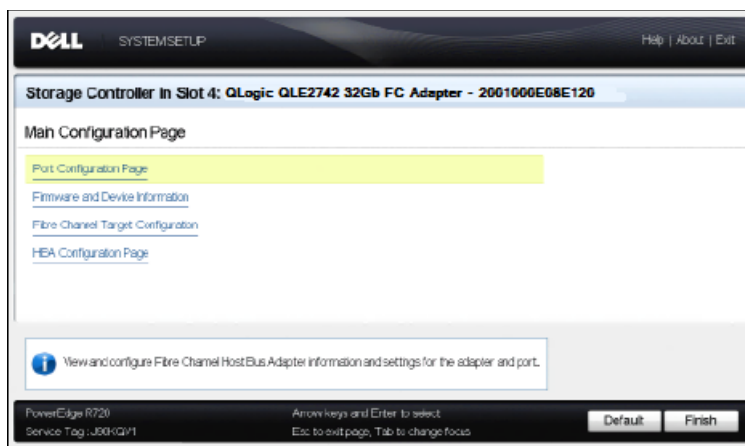 DELL SYSTEM SETUP Help | About | Exit
Storage Controller in Slot 4: QLogic QLE2742 32Gb FC Adapter - 2001000E08E120
Main Configuration Page
Port Configuration Page
Firmware and Device Information
Fibre Channel Target Configuration
HBA Configuration Page
View and configure Fibre Channel Host Bus Adapter information and settings for the adapter and port.
PowerEdge R720 Arrow keys and Enter to select
Service Tag : Esc to exit page, Tab to change focus
Default Finish